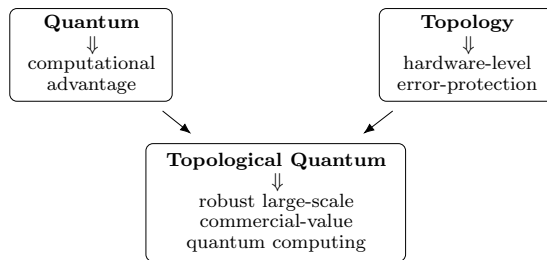 Quantum
⇓
computational
advantage
Topology
⇓
hardware-level
error-protection
Topological Quantum
⇓
robust large-scale
commercial-value
quantum computing